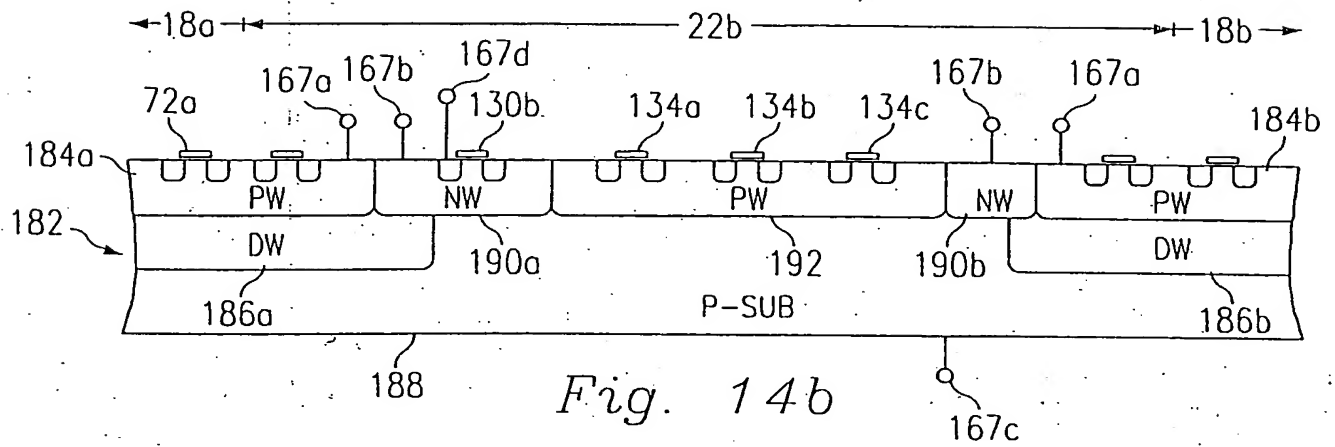 18a 22b 18b
167a 167b 167d 167b 167a
72a 130b 134a 134b 134c 184b
184a
PW NW PW NW PW
182 DW 190a 192 190b DW
186a P-SUB 186b
188
Fig. 14b
167c